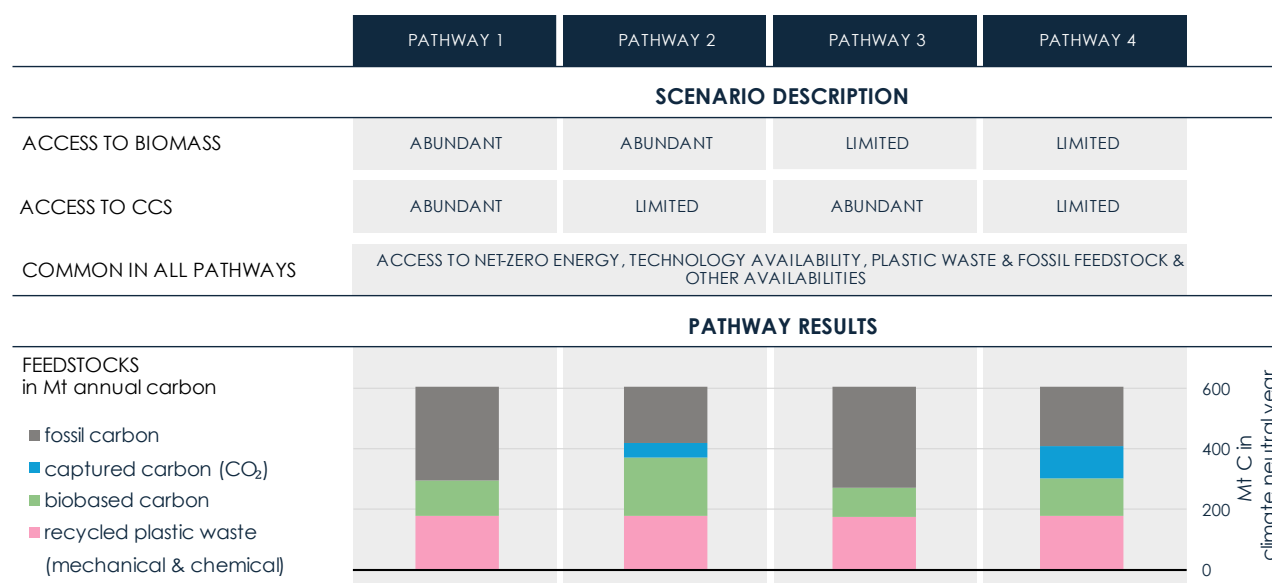 PATHWAY 1 PATHWAY 2 PATHWAY 3 PATHWAY 4
SCENARIO DESCRIPTION
ACCESS TO BIOMASS ABUNDANT ABUNDANT LIMITED LIMITED
ACCESS TO CCS ABUNDANT LIMITED ABUNDANT LIMITED
COMMON IN ALL PATHWAYS
ACCESS TO NET-ZERO ENERGY, TECHNOLOGY AVAILABILITY, PLASTIC WASTE & FOSSIL FEEDSTOCK &
OTHER AVAILABILITIES
PATHWAY RESULTS
FEEDSTOCKS
in Mt annual carbon
fossil carbon
captured carbon (CO₂)
biobased carbon
recycled plastic waste
(mechanical & chemical)
600
400
200
0
Mt C in
climate neutral year